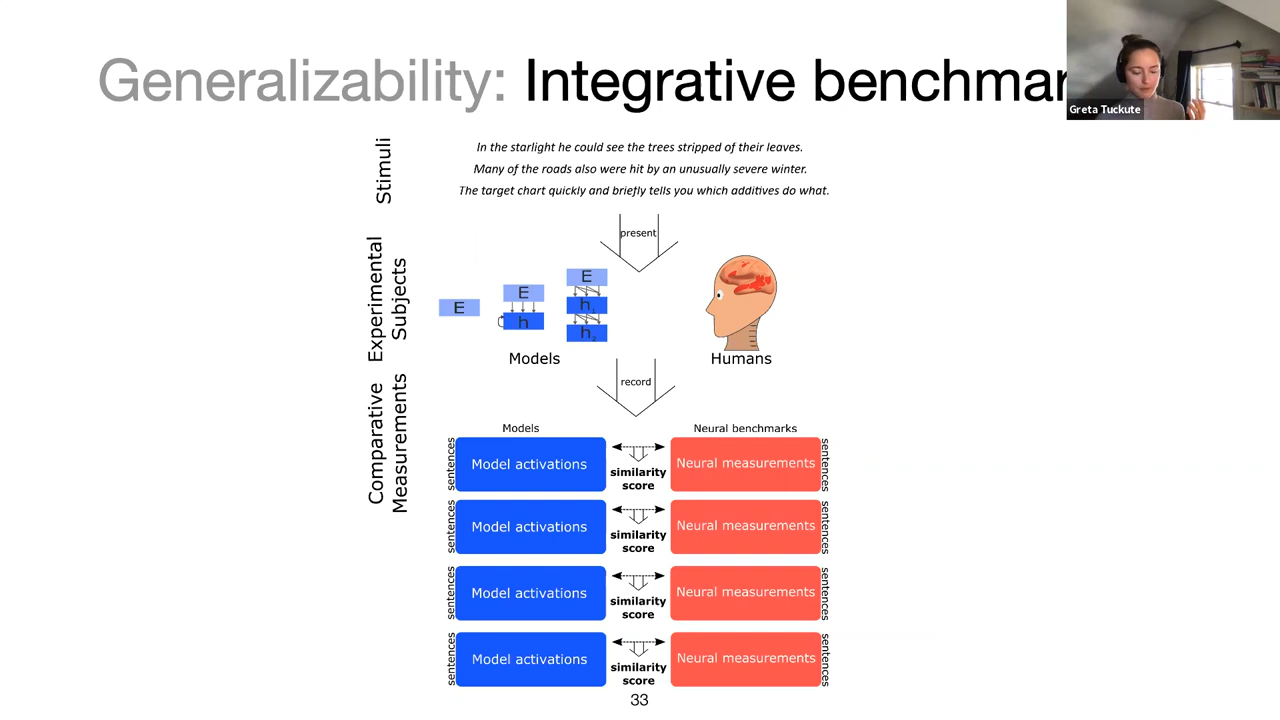 Generalizability: Integrative benchmar
Greta Tuckute
Stimuli
In the starlight he could see the trees stripped of their leaves.
Many of the roads also were hit by an unusually severe winter.
The target chart quickly and briefly tells you which additives do what.
present
Experimental
Subjects
E
E
h
E
h₁
h₂
Models
Humans
record
Comparative
Measurements
Models
Neural benchmarks
sentences
Model activations
similarity
score
Neural measurements
sentences
sentences
Model activations
similarity
score
Neural measurements
sentences
sentences
Model activations
similarity
score
Neural measurements
sentences
sentences
Model activations
similarity
score
Neural measurements
sentences
33